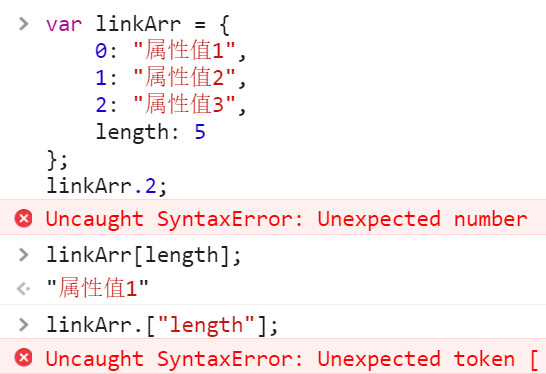 var linkArr = {
0: "属性值1",
1: "属性值2",
2: "属性值3",
length: 5
};
linkArr.2;
Uncaught SyntaxError: Unexpected number
linkArr[length];
"属性值1"
linkArr.["length"];
Uncaught SyntaxError: Unexpected token [